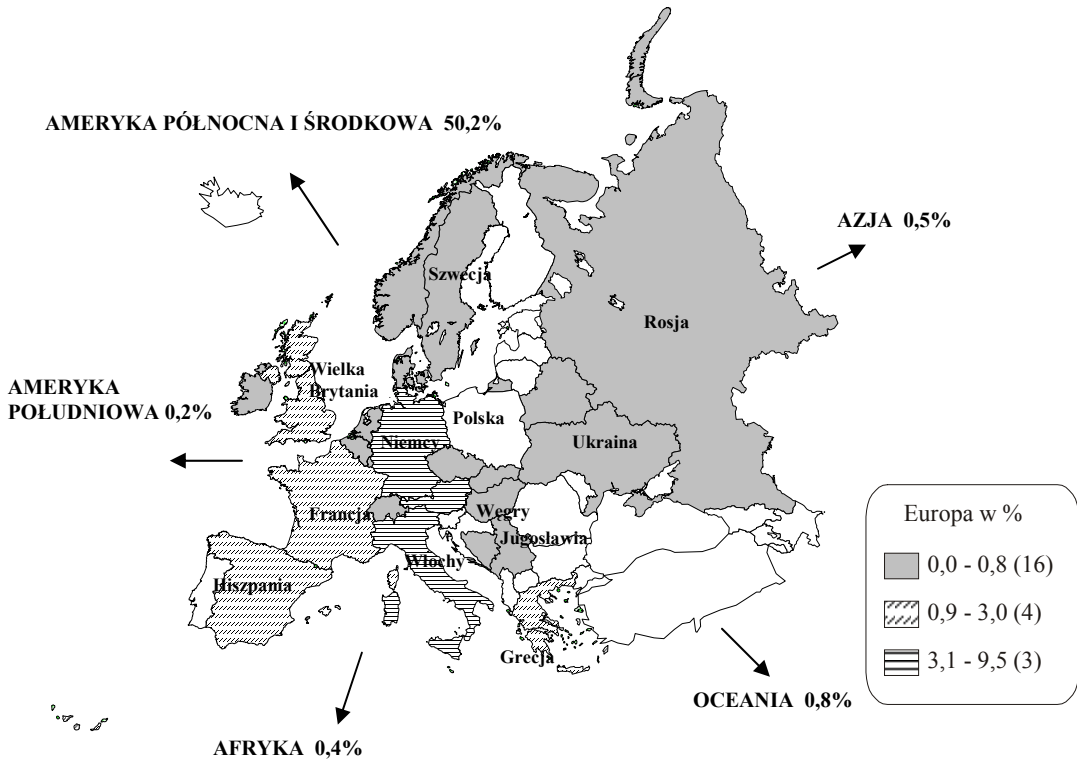 AMERYKA PÓŁNOCNA I ŚRODKOWA 50,2%
AZJA 0,5%
Szwecja
Rosja
Wielka
Brytania
AMERYKA
POŁUDNIOWA 0,2%
Polska
Niemcy
Ukraina
Francja
Węgry
Jugosławia
Włochy
Hiszpania
Grecja
Europa w %
0,0 - 0,8 (16)
0,9 - 3,0 (4)
3,1 - 9,5 (3)
OCEANIA 0,8%
AFRYKA 0,4%